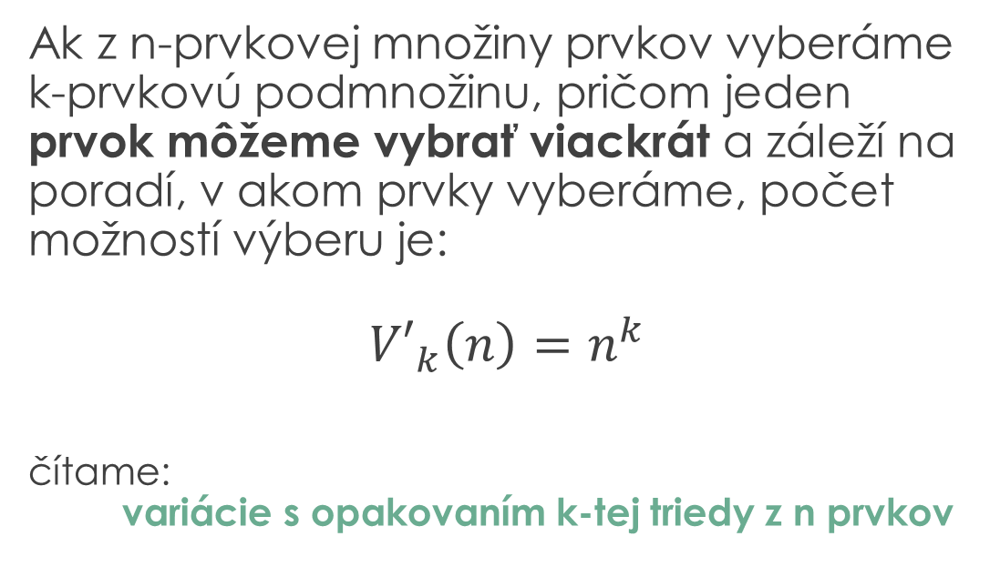 Ak z n-prvkovej množiny prvkov vyberáme
k-prvkovú podmnožinu, pričom jeden
prvok môžeme vybrať viackrát a záleží na
poradí, v akom prvky vyberáme, počet
možností výberu je:
V′ₖ(n) = nᵏ
čítame:
variácie s opakovaním k-tej triedy z n prvkov